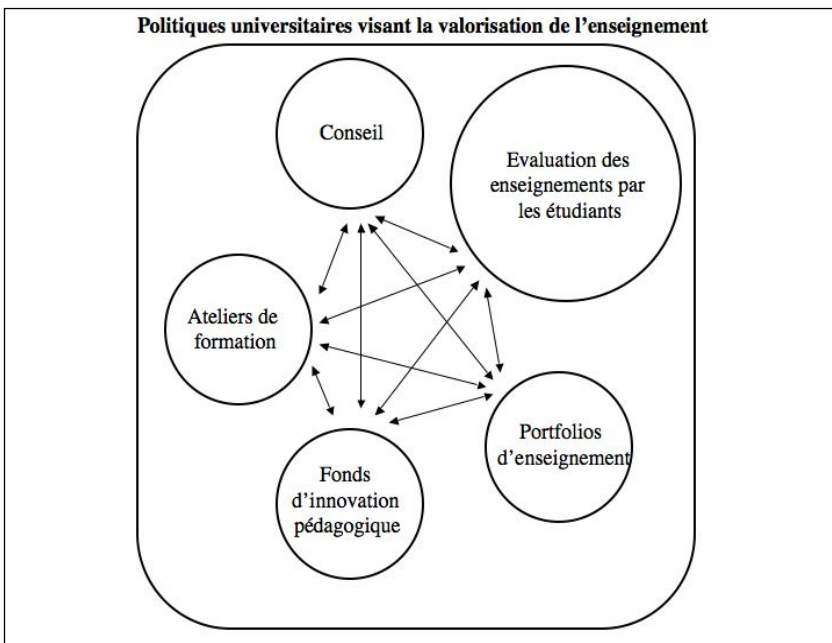 Politiques universitaires visant la valorisation de l'enseignement
Conseil
Evaluation des
enseignements par
les étudiants
Ateliers de
formation
Portfolios
d'enseignement
Fonds
d'innovation
pédagogique